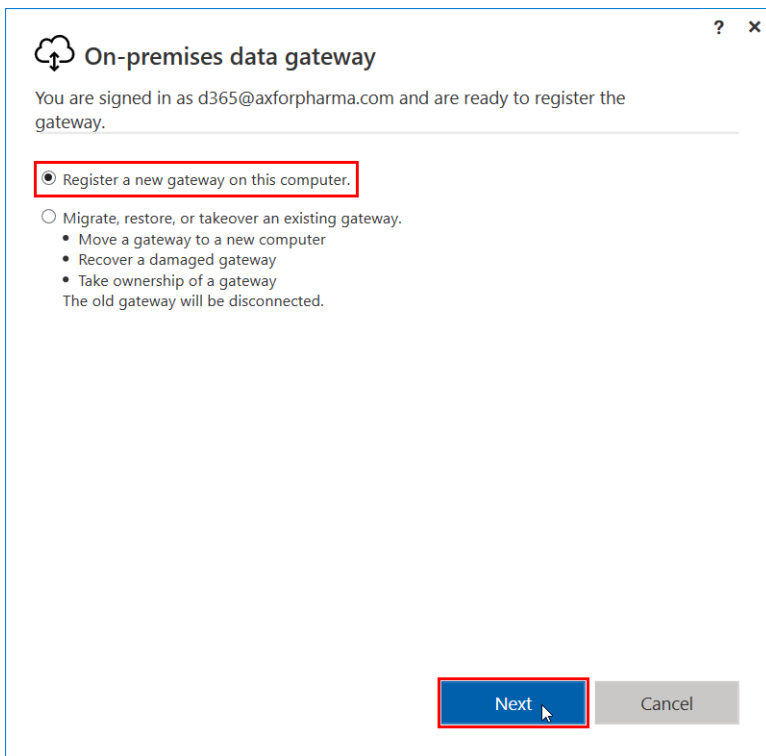 ? ×
On-premises data gateway
You are signed in as d365@axforpharma.com and are ready to register the
gateway.
Register a new gateway on this computer.
Migrate, restore, or takeover an existing gateway.
• Move a gateway to a new computer
• Recover a damaged gateway
• Take ownership of a gateway
The old gateway will be disconnected.
Next Cancel